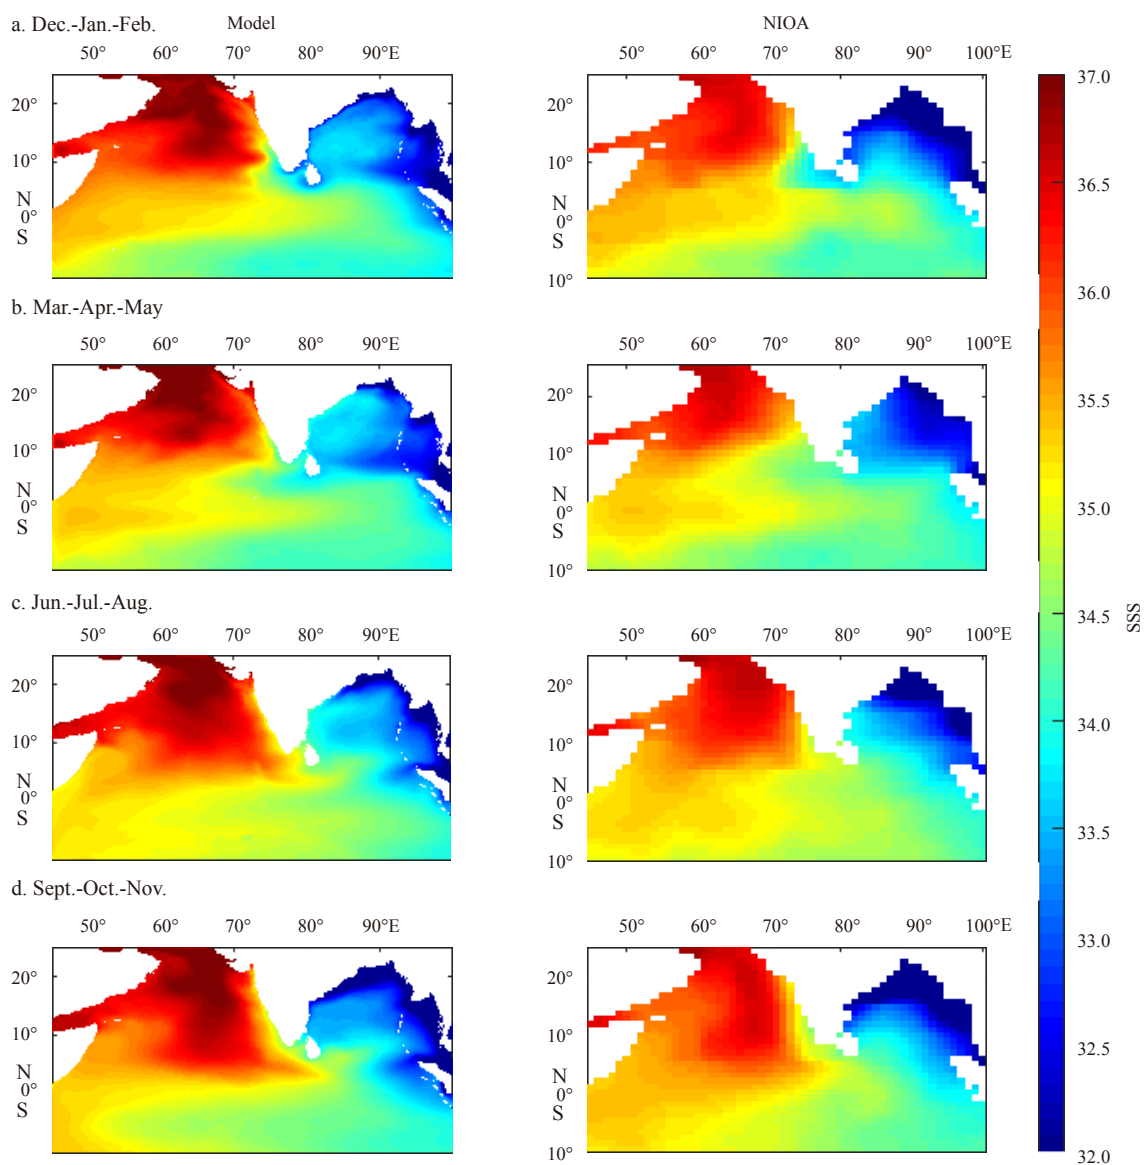 a. Dec.-Jan.-Feb. Model NIOA
50° 60° 70° 80° 90°E 50° 60° 70° 80° 90° 100°E
20° 20° 37.0
10° 10° 36.5
N N
0° 0°
S S
10° 36.0
b. Mar.-Apr.-May
50° 60° 70° 80° 90°E 50° 60° 70° 80° 90° 100°E
20° 20° 35.5
10° 10°
N N 35.0
0° 0°
S S
10°
c. Jun.-Jul.-Aug. 34.5 SSS
50° 60° 70° 80° 90°E 50° 60° 70° 80° 90° 100°E
20° 20° 34.0
10° 10°
N N
0° 0°
S S 33.5
10°
d. Sept.-Oct.-Nov.
50° 60° 70° 80° 90°E 50° 60° 70° 80° 90° 100°E
33.0
20° 20°
10° 10° 32.5
N N
0° 0°
S S
10° 32.0